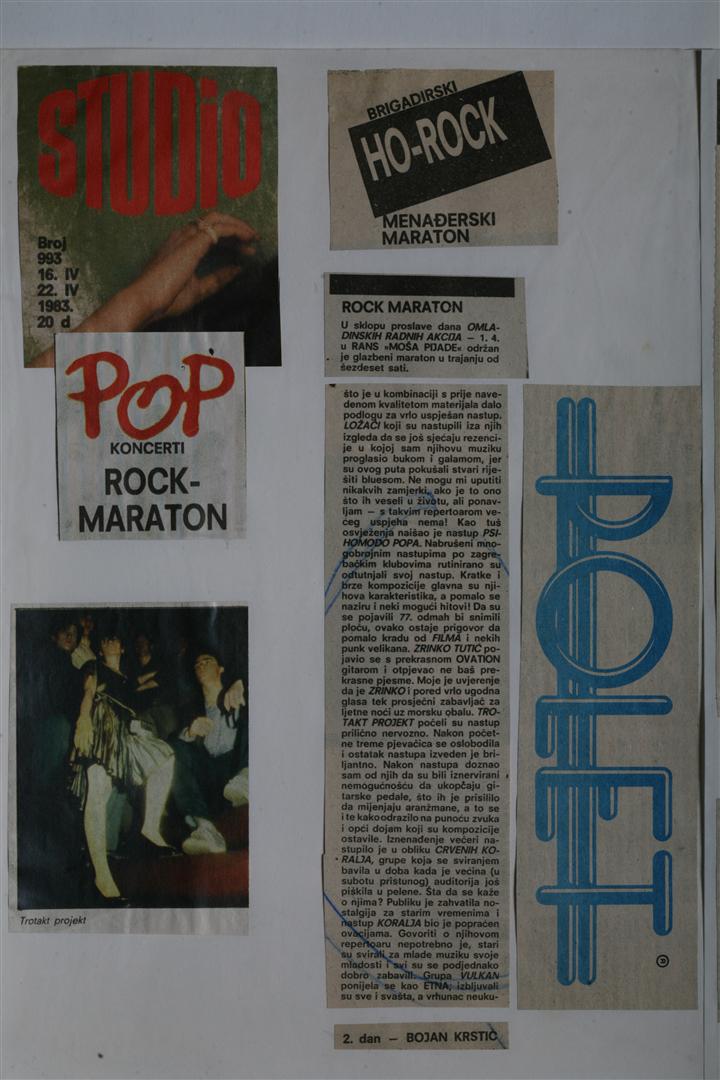 STUDiO
Broj
993
16. IV
22. IV
1983.
20 d
POP
KONCERTI
ROCK-
MARATON
Trotakt projekt
BRIGADIRSKI
HO-ROCK
MENAĐERSKI
MARATON
ROCK MARATON
U sklopu proslave dana OMLA-
DINSKIH RADNIH AKCIJA — 1. 4.
u RANS »MOŠA PIJADE« održan
je glazbeni maraton u trajanju od
šezdeset sati.
što je u kombinaciji s prije nave-
denom kvalitetom materijala dalo
podlogu za vrlo uspješan nastup.
LOŽAČI koji su nastupili iza njih
izgleda da se još sjećaju rezenci-
je u kojoj sam njihovu muziku
proglasio bukom i galamom, jer
su ovog puta pokušali stvari rije-
šiti bluesom. Ne mogu mi uputiti
nikakvih zamjerki, ako je to ono
što ih veseli u životu, ali ponav-
ljam — s takvim repertoarom ve-
ćeg uspjeha nema! Kao tuš
osvježenja naišao je nastup PSI-
HOMODO POPA. Nabrušeni mno-
gobrojnim nastupima po zagre-
bačkim klubovima rutinirano su
odtutnjali svoj nastup. Kratke i
brze kompozicije glavna su nji-
hova karakteristika, a pomalo se
naziru i neki mogući hitovi! Da su
se pojavili 77. odmah bi snimili
ploču, ovako ostaje prigovor da
pomalo kradu od FILMA i nekih
punk velikana. ZRINKO TUTIĆ po-
javio se s prekrasnom OVATION
gitarom i otpjevao ne baš pre-
krasne pjesme. Moje je uvjerenje
da je ZRINKO i pored vrlo ugodna
glasa tek prosječni zabavljač za
ljetne noći uz morsku obalu. TRO-
TAKT PROJEKT počeli su nastup
prilično nervozno. Nakon počet-
ne treme pjevačica se oslobodila
i ostatak nastupa izveden je bri-
ljantno. Nakon nastupa doznao
sam od njih da su bili iznervirani
nemogućnošću da ukopčaju gi-
tarske pedale, što ih je prisililo
da mijenjaju aranžmane, a to se
i te kako odrazilo na punoću zvuka
i opći dojam koji su kompozicije
ostavile. Iznenađenje večeri na-
stupilo je u obliku CRVENIH KO-
RALJA, grupe koja se sviranjem
bavila u doba kada je većina (u
subotu pristunog) auditorija još
piškila u pelene. Šta da se kaže
o njima? Publiku je zahvatila no-
stalgija za starim vremenima i
nastup KORALJA bio je popraćen
ovacijama. Govoriti o njihovom
repertoaru nepotrebno je, stari
su svirali za mlade muziku svoje
mladosti i svi su se podjednako
dobro zabavili. Grupa VULKAN
ponijela se kao ETNA; izbljuvali
su sve i svašta, a vrhunac neuku-
2. dan — BOJAN KRSTIĆ
POLET